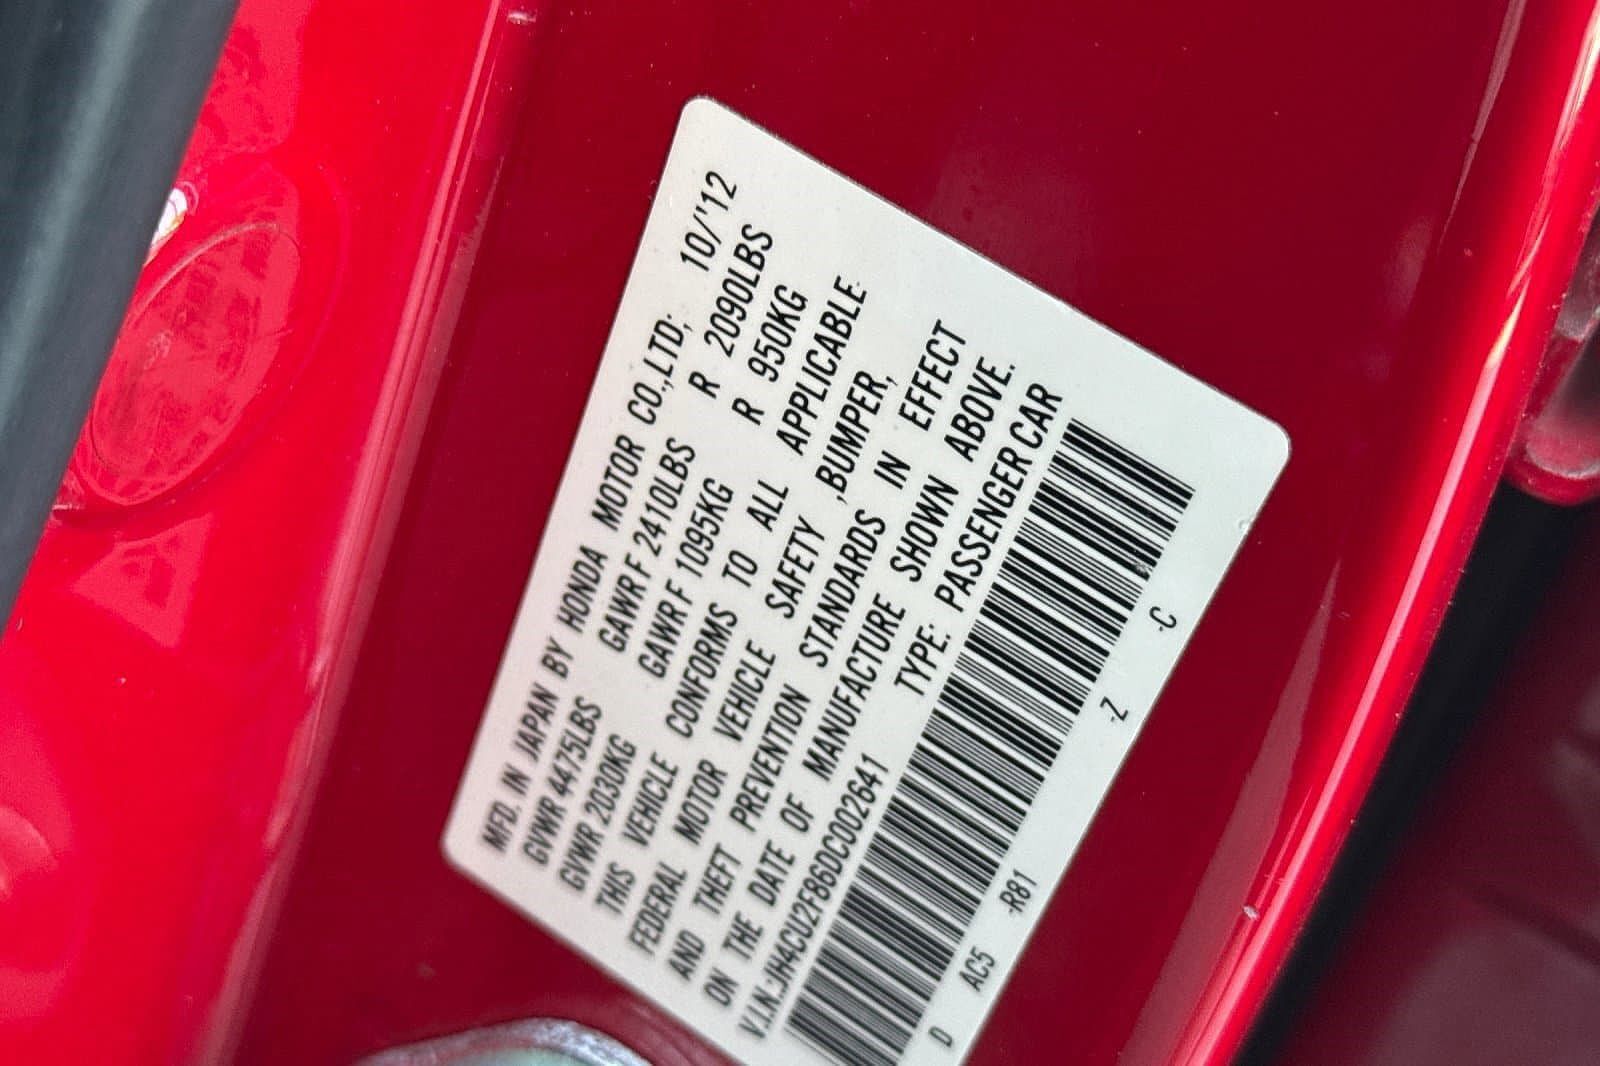 MFD. IN JAPAN BY HONDA MOTOR CO.,LTD; 10/'12
GVWR 4475LBS GAWR F 2410LBS R 2090LBS
GVWR 2030KG GAWR F 1095KG R 950KG
THIS VEHICLE CONFORMS TO ALL APPLICABLE
FEDERAL MOTOR VEHICLE SAFETY ,BUMPER,
AND THEFT PREVENTION STANDARDS IN EFFECT
ON THE DATE OF MANUFACTURE SHOWN ABOVE.
V.I.N.:JH4CU2F86DC002641 TYPE: PASSENGER CAR
D AC5 -R81 -Z -C